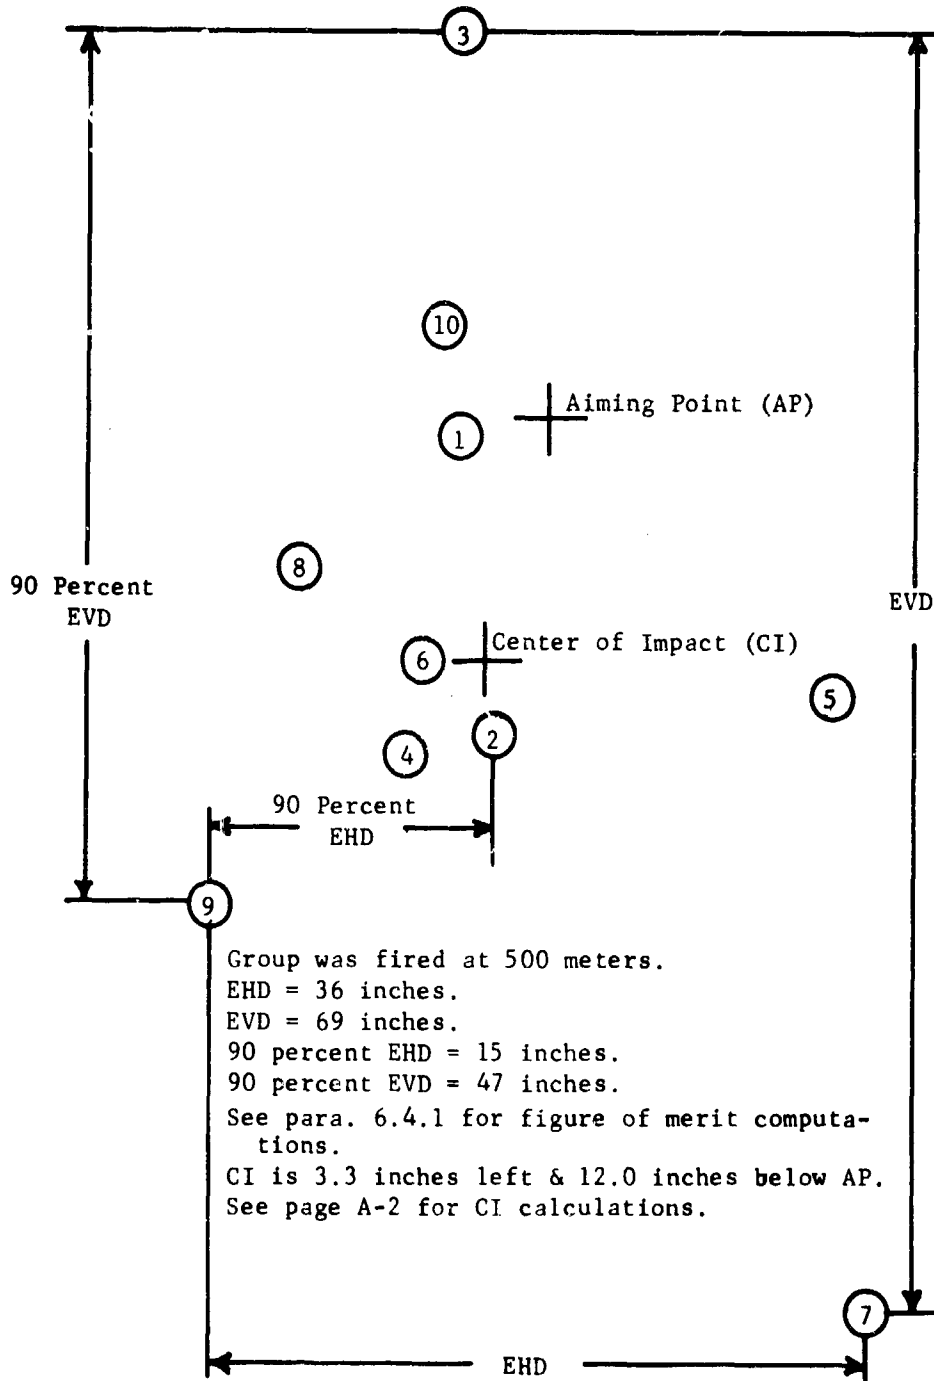 3
10
Aiming Point (AP)
1
8
90 Percent
EVD
EVD
Center of Impact (CI)
6
5
2
4
90 Percent
EHD
9
Group was fired at 500 meters.
EHD = 36 inches.
EVD = 69 inches.
90 percent EHD = 15 inches.
90 percent EVD = 47 inches.
See para. 6.4.1 for figure of merit computa-
tions.
CI is 3.3 inches left & 12.0 inches below AP.
See page A-2 for CI calculations.
7
EHD